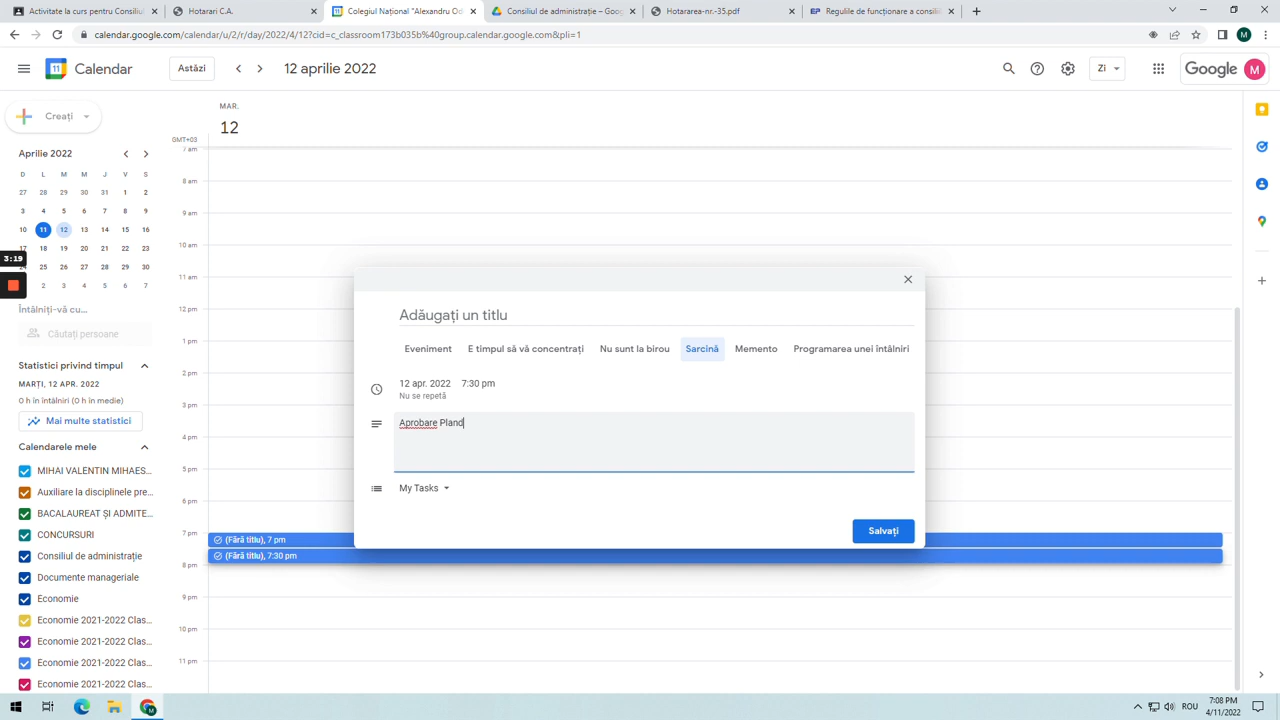 Activitate la curs pentru Consiliul
Hotarari C.A.
Colegiul Național "Alexandru Od
Consiliul de administrație – Goog
Hotararea-nr.-35.pdf
Regulile de funcționare a consilii
calendar.google.com/calendar/u/2/r/day/2022/4/12?cid=c_classroom173b035b%40group.calendar.google.com&pli=1
Calendar
Astăzi
12 aprilie 2022
Zi
Google
M
Creați
MAR.
12
GMT+03
Aprilie 2022
D L M M J V S
27 28 29 30 31 1 2
3 4 5 6 7 8 9
10 11 12 13 14 15 16
17 18 19 20 21 22 23
24 25 26 27 28 29 30
2 3 4 5 6 7
3:19
Întâlniți-vă cu...
Căutați persoane
Statistici privind timpul
MARȚI, 12 APR. 2022
0 h în întâlniri (0 h în medie)
Mai multe statistici
Calendarele mele
MIHAI VALENTIN MIHAES...
Auxiliare la disciplinele pre...
BACALAUREAT ȘI ADMITE...
CONCURSURI
Consiliul de administrație
Documente manageriale
Economie
Economie 2021-2022 Clas...
Economie 2021-2022 Clas...
Economie 2021-2022 Clas...
Economie 2021-2022 Clas...
7 am
8 am
9 am
10 am
11 am
12 pm
1 pm
2 pm
3 pm
4 pm
5 pm
6 pm
7 pm
8 pm
9 pm
10 pm
11 pm
(Fără titlu), 7 pm
(Fără titlu), 7:30 pm
Adăugați un titlu
Eveniment E timpul să vă concentrați Nu sunt la birou Sarcină Memento Programarea unei întâlniri
12 apr. 2022 7:30 pm
Nu se repetă
Aprobare Pland
My Tasks
Salvați
ROU
7:08 PM
4/11/2022